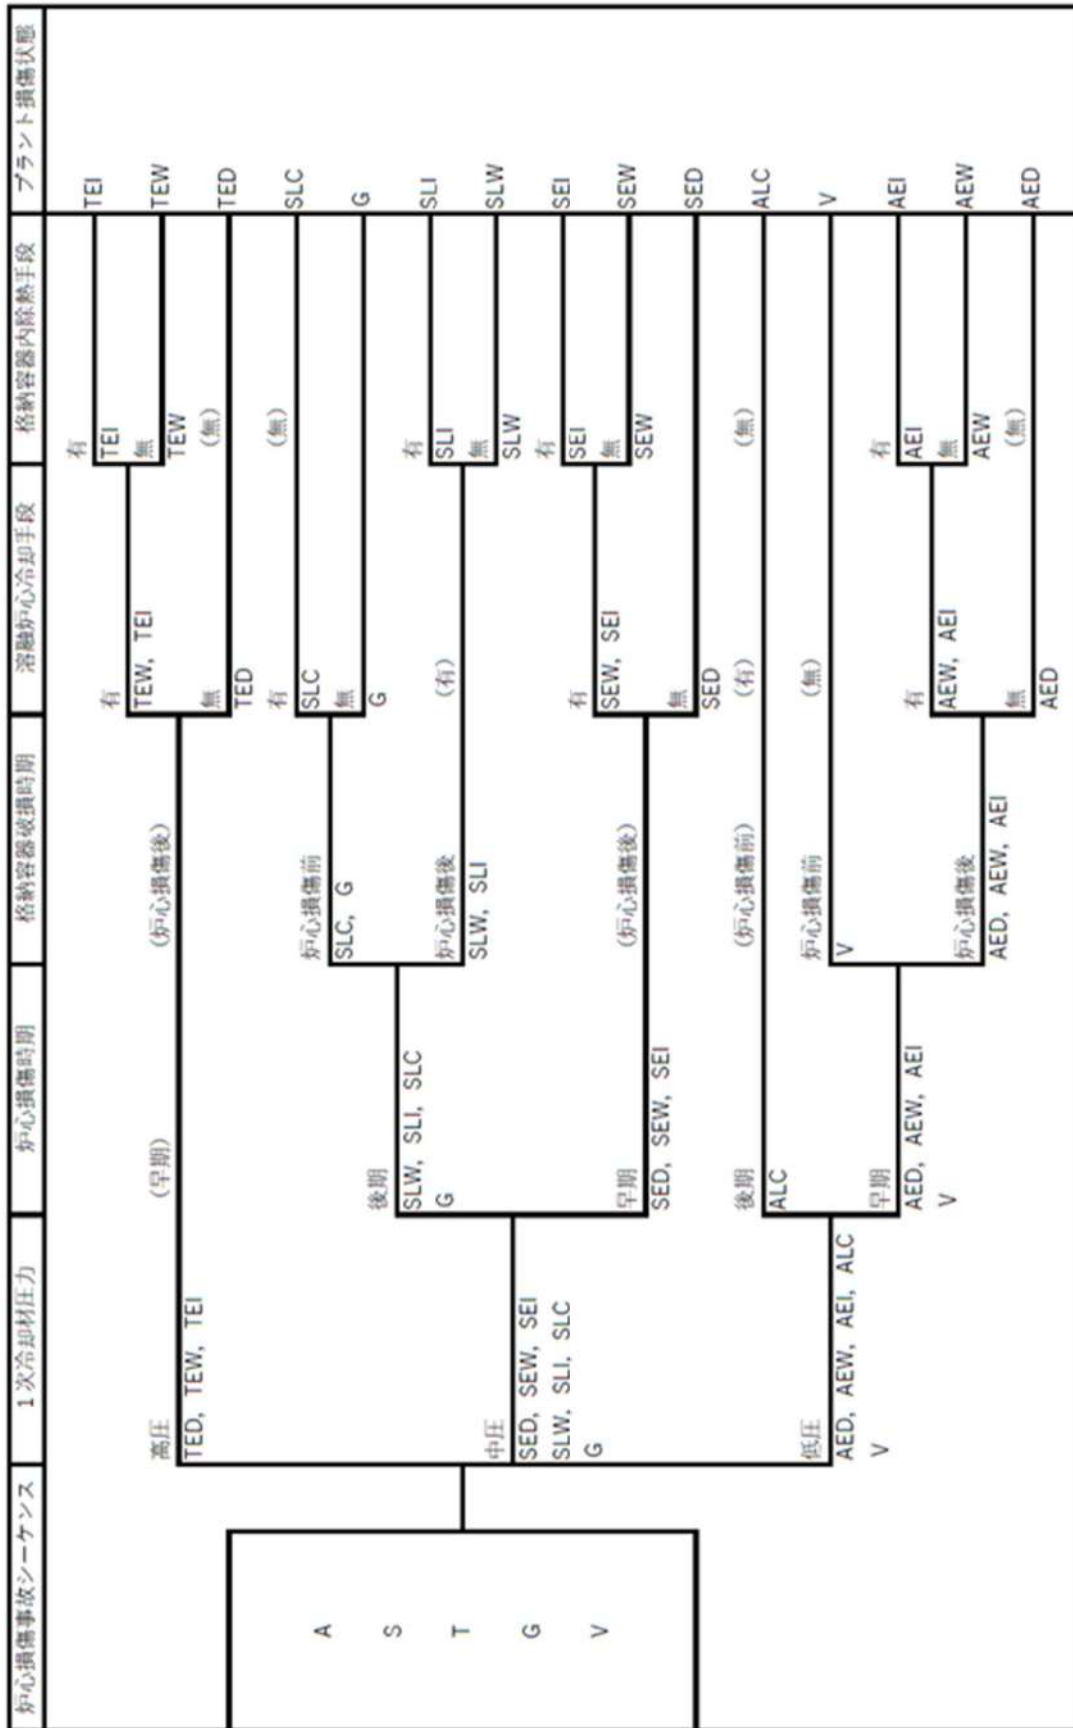 炉心損傷事故シーケンス
1次冷却材圧力
炉心損傷時期
格納容器破損時期
溶融炉心冷却手段
格納容器内除熱手段
プラント損傷状態
A
S
T
G
V
高圧
TED, TEW, TEI
中圧
SED, SEW, SEI
SLW, SLI, SLC
G
低圧
AED, AEW, AEI, ALC
V
(早期)
後期
SLW, SLI, SLC
G
早期
SED, SEW, SEI
後期
ALC
早期
AED, AEW, AEI
V
(炉心損傷後)
炉心損傷前
SLC, G
炉心損傷後
SLW, SLI
(炉心損傷後)
(炉心損傷前)
炉心損傷前
V
炉心損傷後
AED, AEW, AEI
有
TEW, TEI
無
TED
有
SLC
無
G
(有)
有
SEW, SEI
無
SED
(有)
(無)
有
AEW, AEI
無
AED
有
TEI
無
TEW
(無)
(無)
有
SLI
無
SLW
有
SEI
無
SEW
(無)
有
AEI
無
AEW
(無)
TEI
TEW
TED
SLC
G
SLI
SLW
SEI
SEW
SED
ALC
V
AEI
AEW
AED